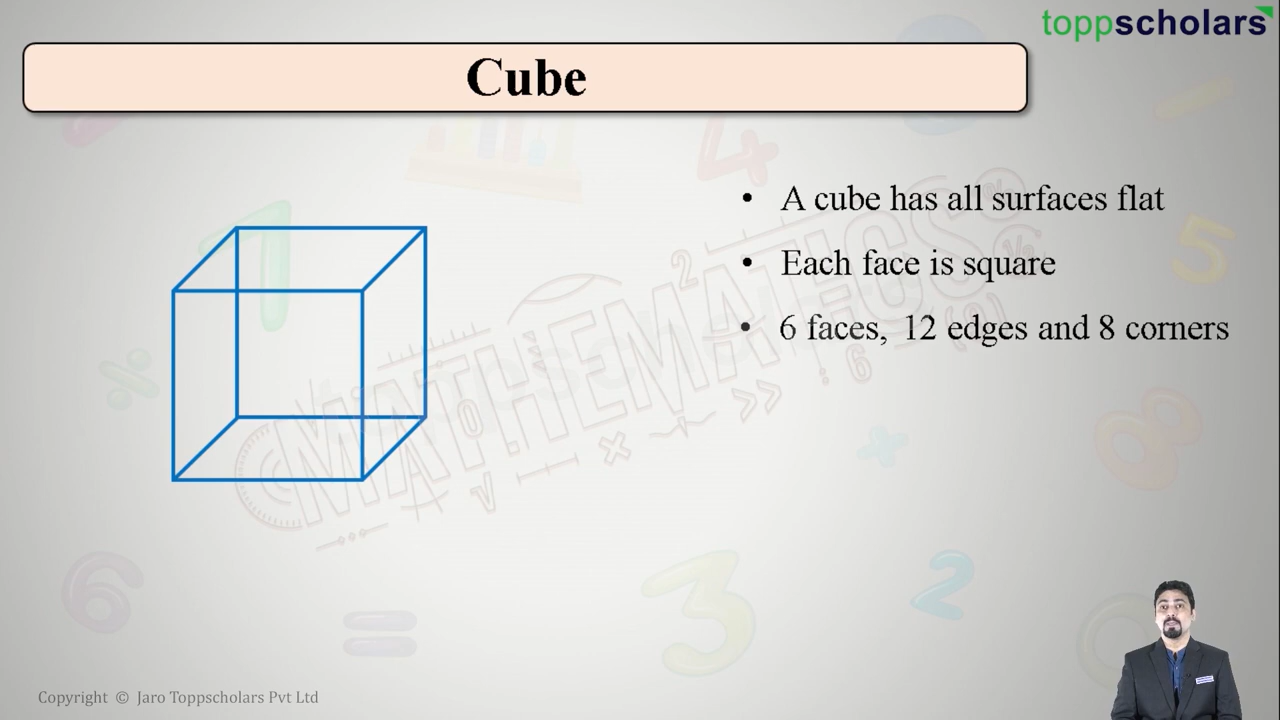 toppscholars
Cube
• A cube has all surfaces flat
• Each face is square
• 6 faces, 12 edges and 8 corners
MATHEMATICS
Copyright © Jaro Toppscholars Pvt Ltd